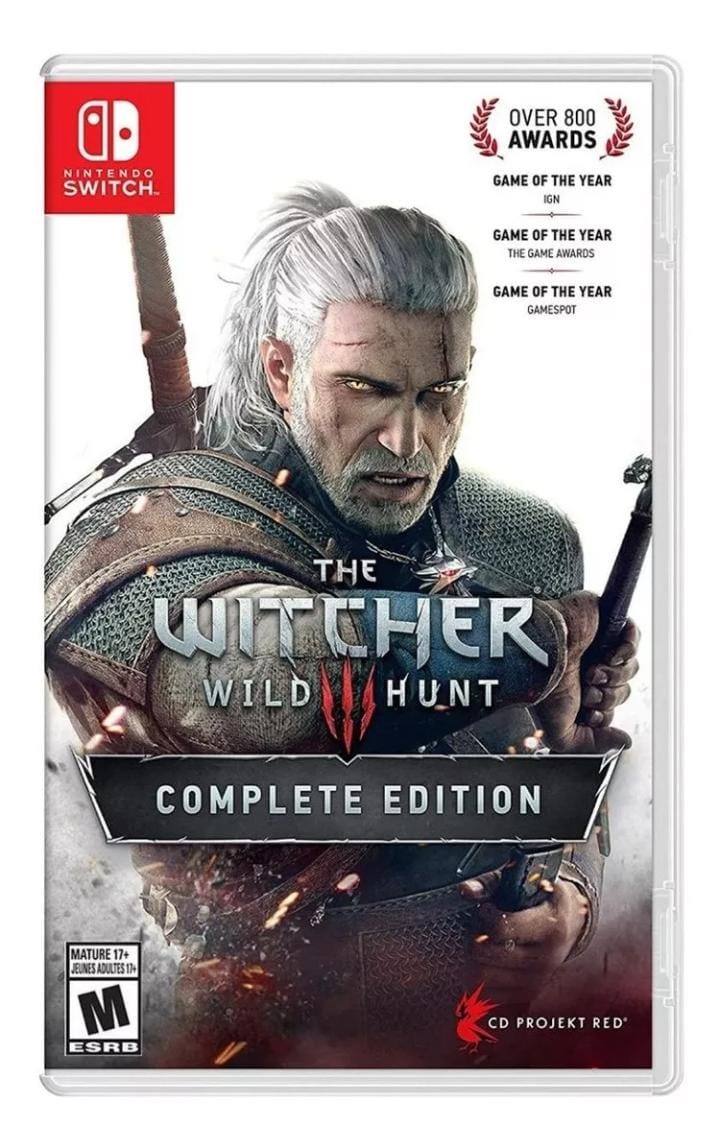 NINTENDO
SWITCH™
OVER 800
AWARDS
GAME OF THE YEAR
IGN
GAME OF THE YEAR
THE GAME AWARDS
GAME OF THE YEAR
GAMESPOT
THE
WITCHER®
WILD III HUNT
COMPLETE EDITION
MATURE 17+
JEUNES ADULTES 17+
M
ESRB
CD PROJEKT RED®